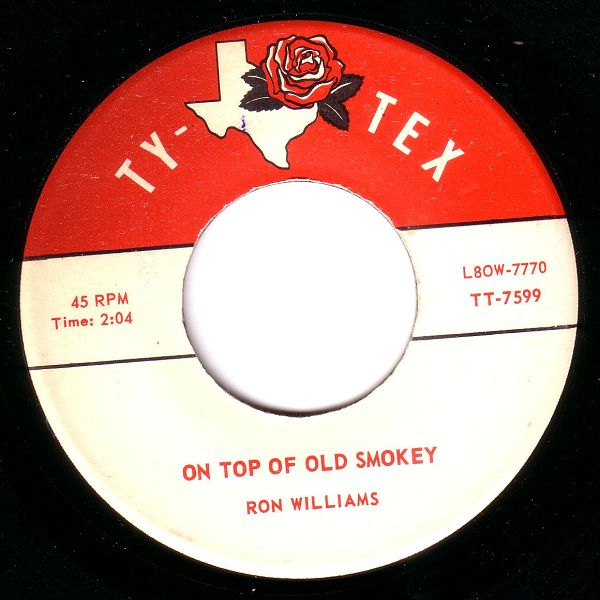 TY-TEX
45 RPM
Time: 2:04
L8OW-7770
TT-7599
ON TOP OF OLD SMOKEY
RON WILLIAMS